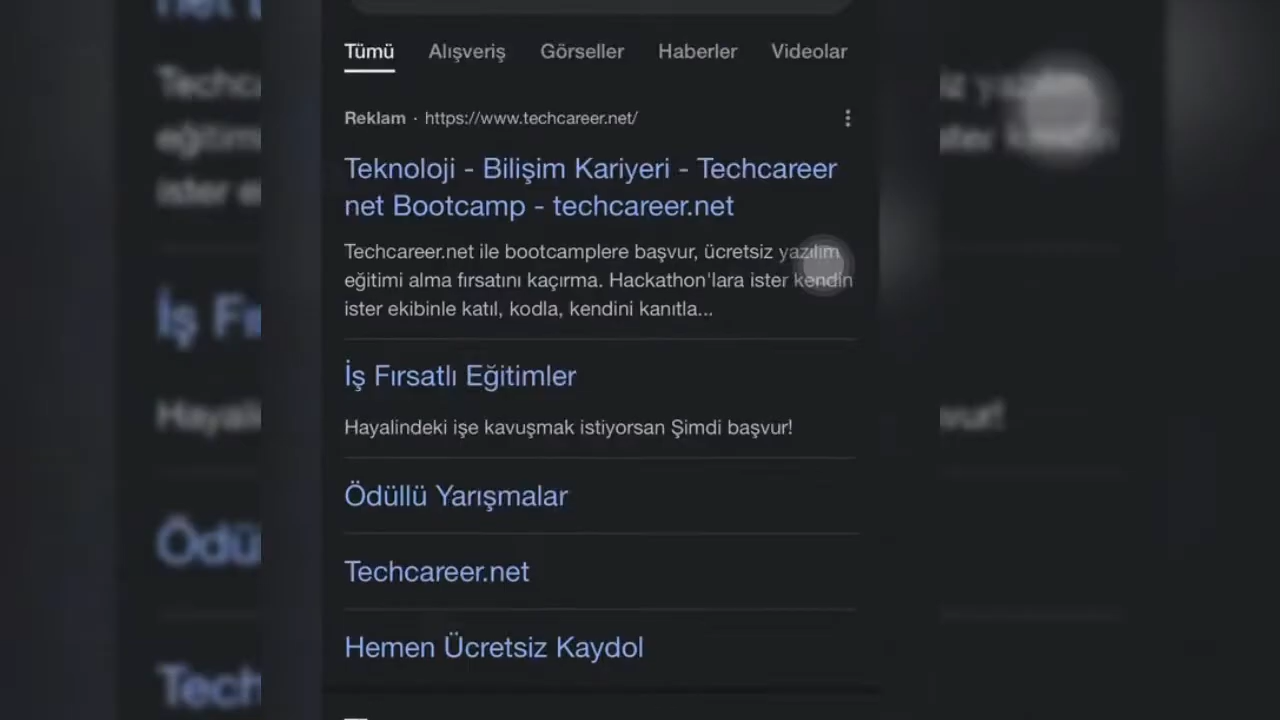 Tümü Alışveriş Görseller Haberler Videolar
Reklam · https://www.techcareer.net/
Teknoloji - Bilişim Kariyeri - Techcareer
net Bootcamp - techcareer.net
Techcareer.net ile bootcamplere başvur, ücretsiz yazılım
eğitimi alma fırsatını kaçırma. Hackathon'lara ister kendin
ister ekibinle katıl, kodla, kendini kanıtla...
İş Fırsatlı Eğitimler
Hayalindeki işe kavuşmak istiyorsan Şimdi başvur!
Ödüllü Yarışmalar
Techcareer.net
Hemen Ücretsiz Kaydol